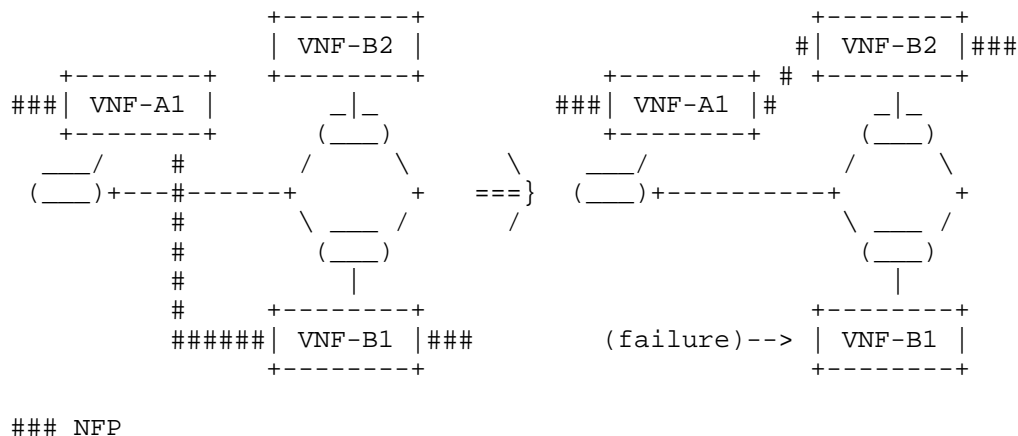 VNF-B2 VNF-B2
VNF-A1 VNF-A1
(failure)--> VNF-B1
VNF-B1
### NFP